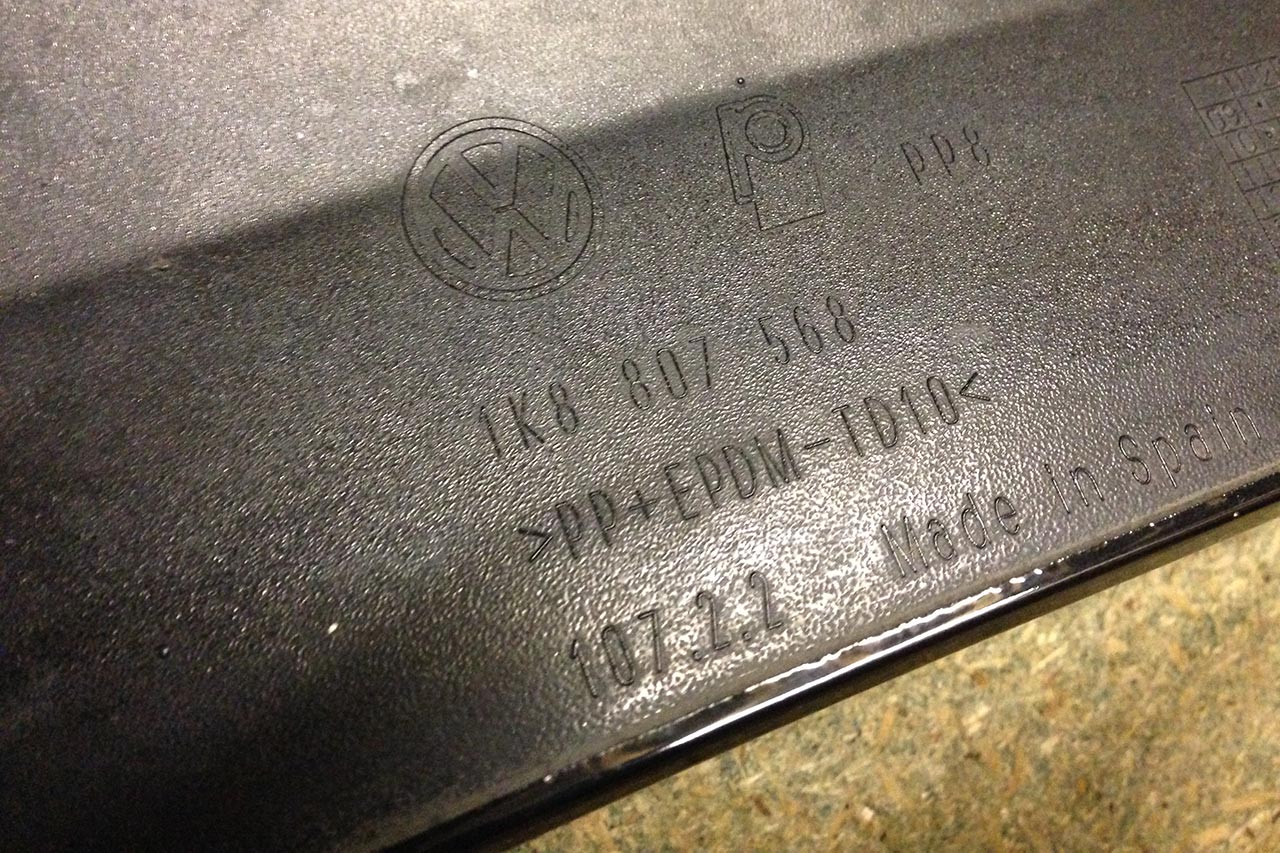 PP8
1K8 807 568
>PP+EPDM-TD10<
107.2.2 Made in Spain